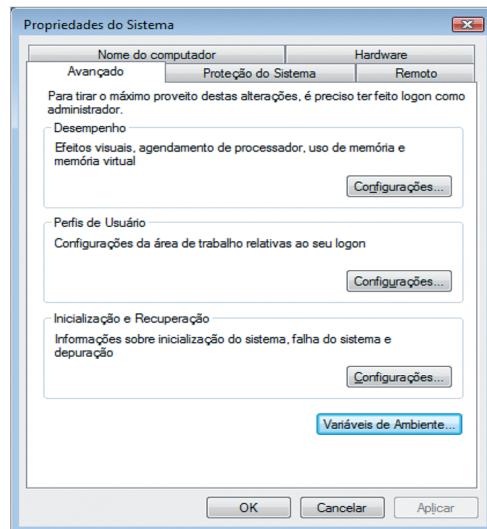 Propriedades do Sistema
Nome do computador
Hardware
Avançado
Proteção do Sistema
Remoto
Para tirar o máximo proveito destas alterações, é preciso ter feito logon como
administrador.
Desempenho
Efeitos visuais, agendamento de processador, uso de memória e
memória virtual
Configurações...
Perfis de Usuário
Configurações da área de trabalho relativas ao seu logon
Configurações...
Inicialização e Recuperação
Informações sobre inicialização do sistema, falha do sistema e
depuração
Configurações...
Variáveis de Ambiente...
OK
Cancelar
Aplicar